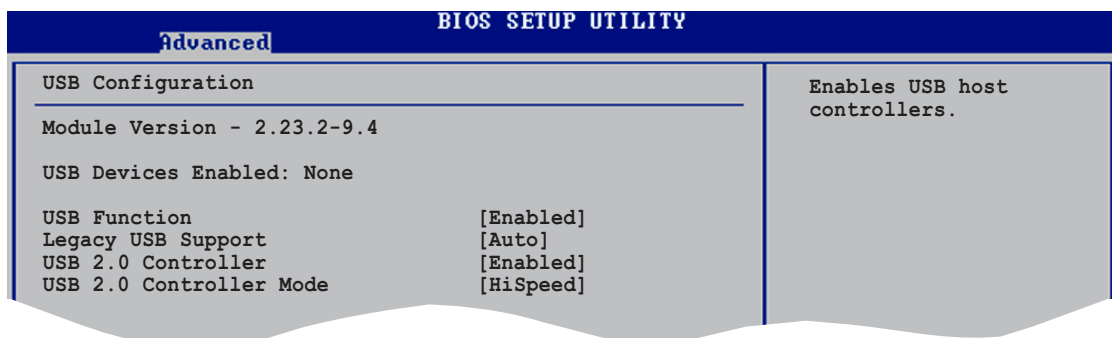 BIOS SETUP UTILITY
Advanced
USB Configuration
Module Version - 2.23.2-9.4
USB Devices Enabled: None
USB Function [Enabled]
Legacy USB Support [Auto]
USB 2.0 Controller [Enabled]
USB 2.0 Controller Mode [HiSpeed]
Enables USB host
controllers.